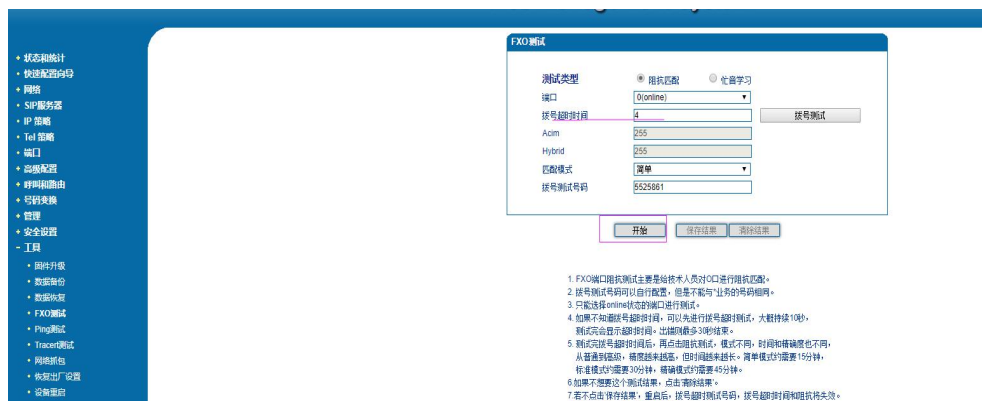 + 状态和统计
• 快速配置向导
+ 网络
• SIP服务器
+ IP 策略
+ Tel 策略
• 端口
+ 高级配置
+ 呼叫和路由
+ 号码变换
+ 管理
+ 安全设置
- 工具
• 固件升级
• 数据备份
• 数据恢复
• FXO测试
• Ping测试
• Tracert测试
• 网络抓包
• 恢复出厂设置
• 设备重启
FXO测试
测试类型 阻抗匹配 忙音学习
端口 0(online)
拨号超时时间 4 拨号测试
Acim 255
Hybrid 255
匹配模式 简单
拨号测试号码 5525861
开始 保存结果 清除结果
1. FXO端口阻抗测试主要是给技术人员对O口进行阻抗匹配。
2. 拨号测试号码可以自行配置，但是不能与"业务的号码相同。
3. 只能选择online状态的端口进行测试。
4. 如果不知道拨号超时时间，可以先进行拨号超时测试，大概持续10秒，
测试完会显示超时时间。出错则最多30秒结束。
5. 测试完拨号超时时间后，再点击阻抗测试，模式不同，时间和精确度也不同，
从普通到高级，精度越来越高，但时间越来越长。简单模式约需要15分钟，
标准模式约需要30分钟，精确模式约需要45分钟。
6.如果不想要这个测试结果，点击'清除结果'。
7.若不点击'保存结果'，重启后，拨号超时测试号码，拨号超时时间和阻抗将失效。